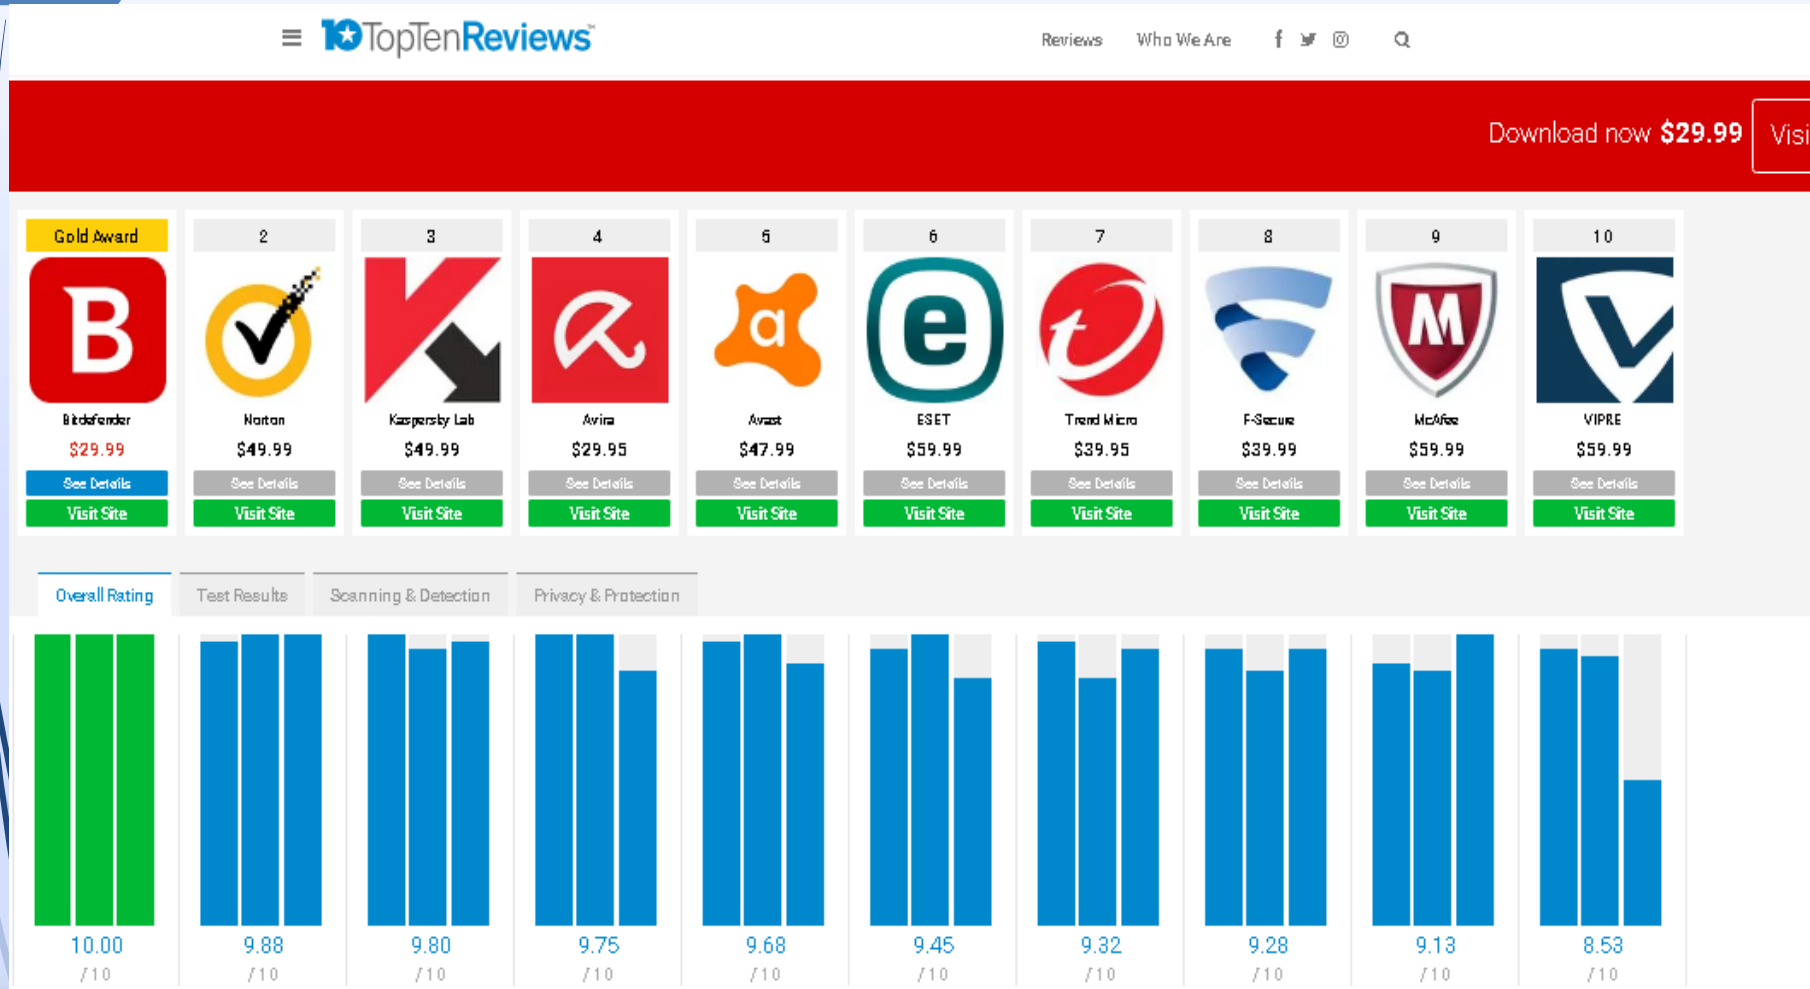 10TopTenReviews™
Reviews Who We Are
Download now $29.99 Visi
Gold Award 2 3 4 5 6 7 8 9 10
Bitdefender Norton Kaspersky Lab Avira Avast ESET Trend Micro F-Secure McAfee VIPRE
$29.99 $49.99 $49.99 $29.95 $47.99 $59.99 $39.95 $39.99 $59.99 $59.99
See Details See Details See Details See Details See Details See Details See Details See Details See Details See Details
Visit Site Visit Site Visit Site Visit Site Visit Site Visit Site Visit Site Visit Site Visit Site Visit Site
Overall Rating Test Results Scanning & Detection Privacy & Protection
10.00 9.88 9.80 9.75 9.68 9.45 9.32 9.28 9.13 8.53
/10 /10 /10 /10 /10 /10 /10 /10 /10 /10